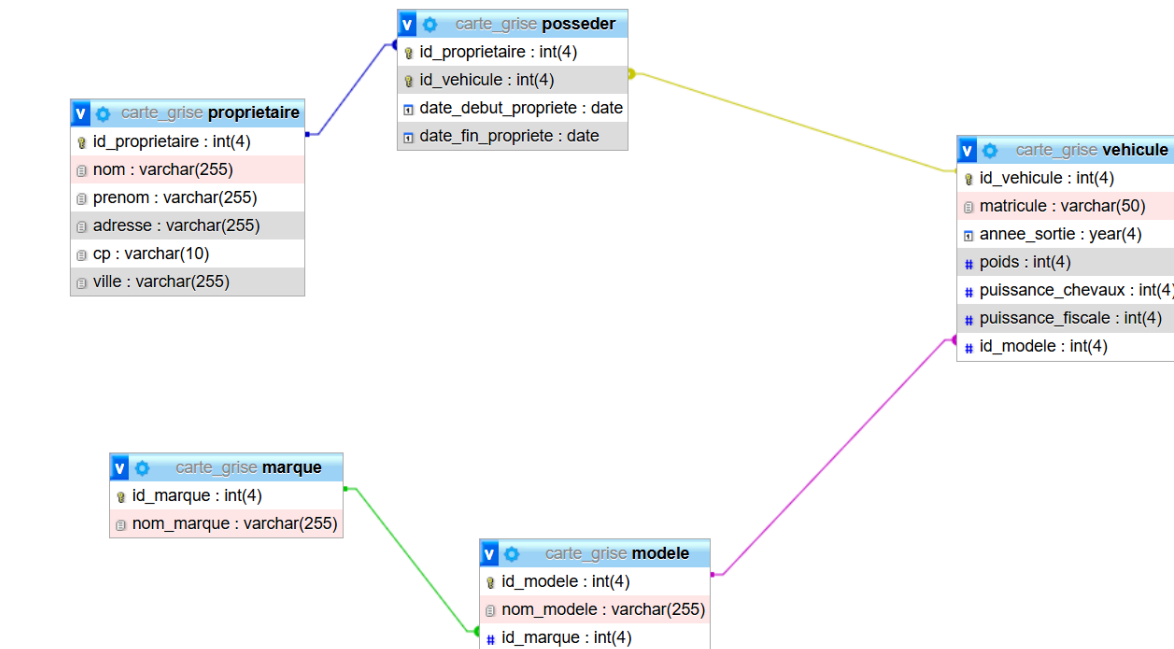 carte_grise posseder
id_proprietaire : int(4)
id_vehicule : int(4)
date_debut_propriete : date
date_fin_propriete : date
carte_grise proprietaire
id_proprietaire : int(4)
nom : varchar(255)
prenom : varchar(255)
adresse : varchar(255)
cp : varchar(10)
ville : varchar(255)
carte_grise vehicule
id_vehicule : int(4)
matricule : varchar(50)
annee_sortie : year(4)
poids : int(4)
puissance_chevaux : int(4)
puissance_fiscale : int(4)
id_modele : int(4)
carte_grise marque
id_marque : int(4)
nom_marque : varchar(255)
carte_grise modele
id_modele : int(4)
nom_modele : varchar(255)
id_marque : int(4)